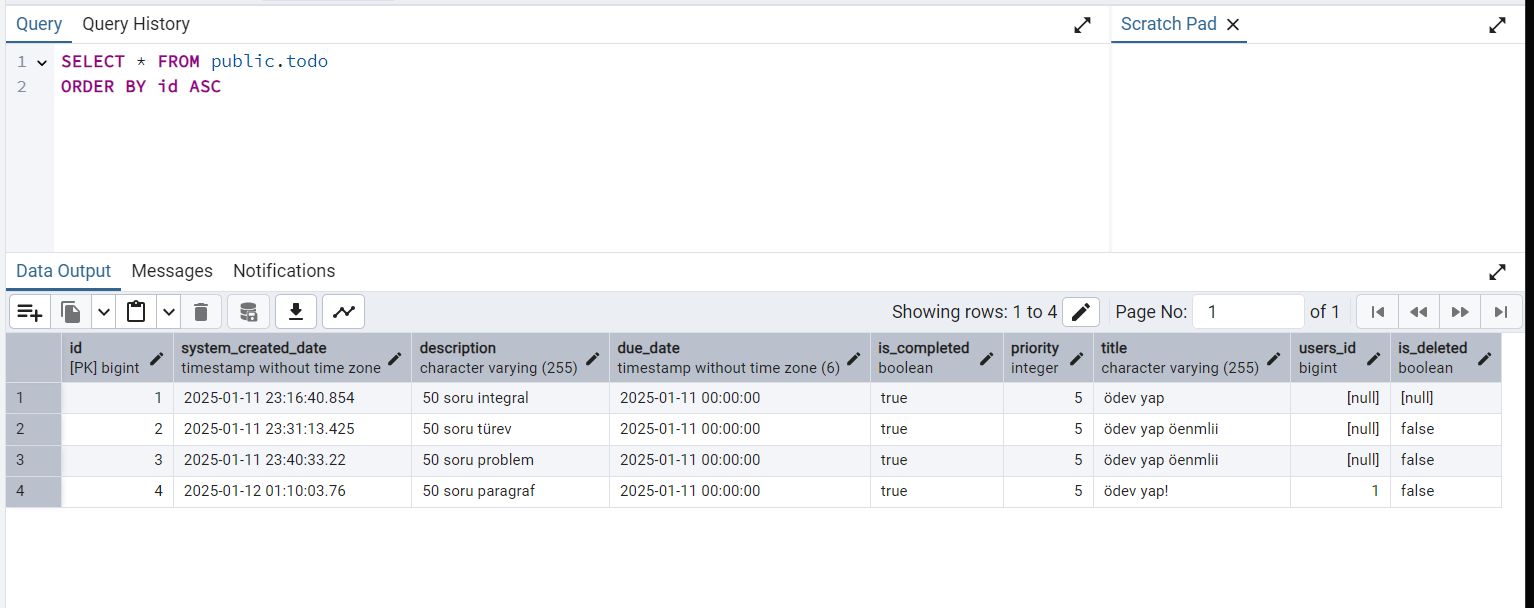 Query Query History Scratch Pad
1 SELECT * FROM public.todo
2 ORDER BY id ASC
Data Output Messages Notifications
Showing rows: 1 to 4 Page No: 1 of 1
id system_created_date description due_date is_completed priority title users_id is_deleted
[PK] bigint timestamp without time zone character varying (255) timestamp without time zone (6) boolean integer character varying (255) bigint boolean
1 1 2025-01-11 23:16:40.854 50 soru integral 2025-01-11 00:00:00 true 5 ödev yap [null] [null]
2 2 2025-01-11 23:31:13.425 50 soru türev 2025-01-11 00:00:00 true 5 ödev yap öenmlii [null] false
3 3 2025-01-11 23:40:33.22 50 soru problem 2025-01-11 00:00:00 true 5 ödev yap öenmlii [null] false
4 4 2025-01-12 01:10:03.76 50 soru paragraf 2025-01-11 00:00:00 true 5 ödev yap! 1 false